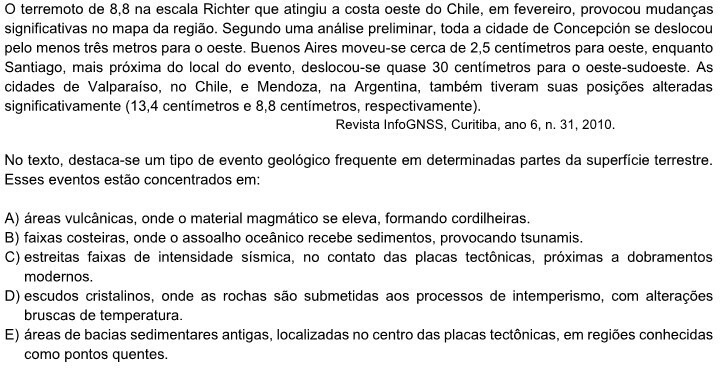 O terremoto de 8,8 na escala Richter que atingiu a costa oeste do Chile, em fevereiro, provocou mudanças
significativas no mapa da região. Segundo uma análise preliminar, toda a cidade de Concepción se deslocou
pelo menos três metros para o oeste. Buenos Aires moveu-se cerca de 2,5 centímetros para oeste, enquanto
Santiago, mais próxima do local do evento, deslocou-se quase 30 centímetros para o oeste-sudoeste. As
cidades de Valparaíso, no Chile, e Mendoza, na Argentina, também tiveram suas posições alteradas
significativamente (13,4 centímetros e 8,8 centímetros, respectivamente).
Revista InfoGNSS, Curitiba, ano 6, n. 31, 2010.
No texto, destaca-se um tipo de evento geológico frequente em determinadas partes da superfície terrestre.
Esses eventos estão concentrados em:
A) áreas vulcânicas, onde o material magmático se eleva, formando cordilheiras.
B) faixas costeiras, onde o assoalho oceânico recebe sedimentos, provocando tsunamis.
C) estreitas faixas de intensidade sísmica, no contato das placas tectônicas, próximas a dobramentos
modernos.
D) escudos cristalinos, onde as rochas são submetidas aos processos de intemperismo, com alterações
bruscas de temperatura.
E) áreas de bacias sedimentares antigas, localizadas no centro das placas tectônicas, em regiões conhecidas
como pontos quentes.